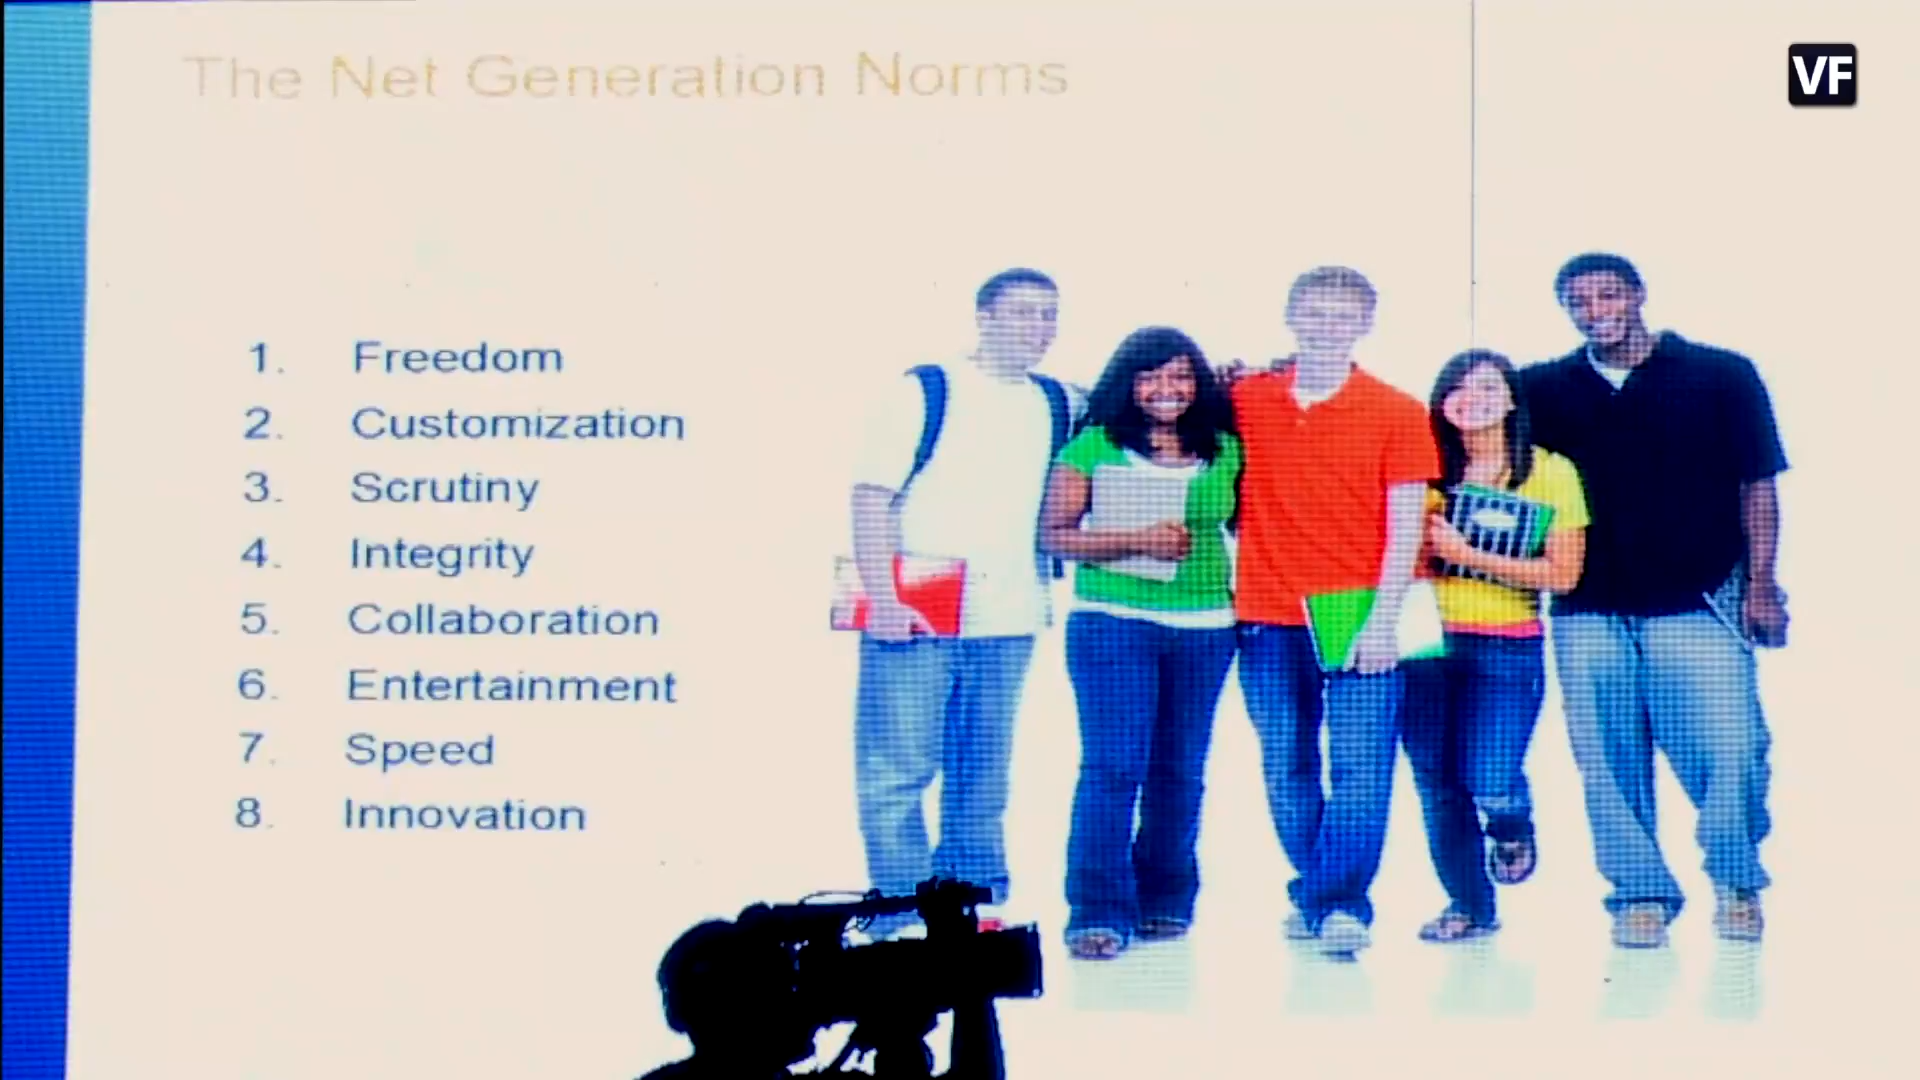 The Net Generation Norms
VF
1. Freedom
2. Customization
3. Scrutiny
4. Integrity
5. Collaboration
6. Entertainment
7. Speed
8. Innovation